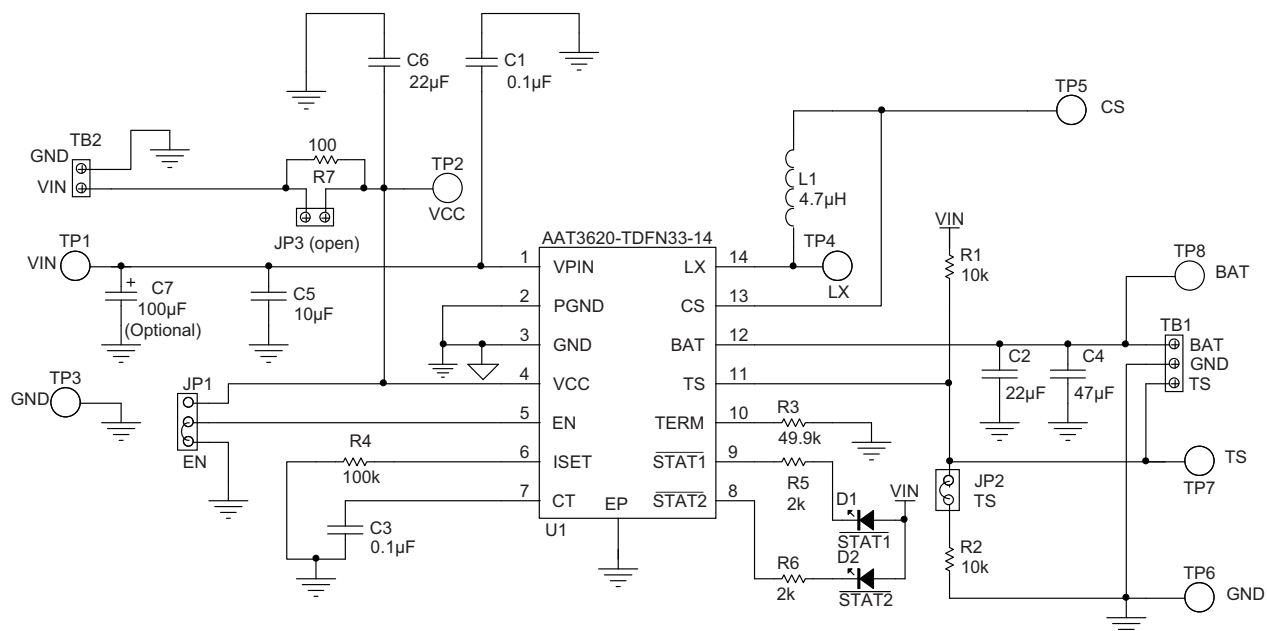 C6
22µF
C1
0.1µF
TP5
CS
TB2
GND
VIN
100
R7
JP3 (open)
TP2
VCC
L1
4.7µH
TP4
LX
VIN
R1
10k
TP8
BAT
TP1
VIN
+
C7
100µF
(Optional)
C5
10µF
AAT3620-TDFN33-14
1
VPIN
LX
14
2
PGND
CS
13
3
GND
BAT
12
4
VCC
TS
11
5
EN
TERM
10
6
ISET
STAT1
9
7
CT
STAT2
8
EP
U1
C2
22µF
C4
47µF
TB1
BAT
GND
TS
TP3
GND
JP1
EN
R4
100k
C3
0.1µF
R3
49.9k
R5
2k
D1
STAT1
VIN
R6
2k
D2
STAT2
JP2
TS
TS
TP7
R2
10k
TP6
GND